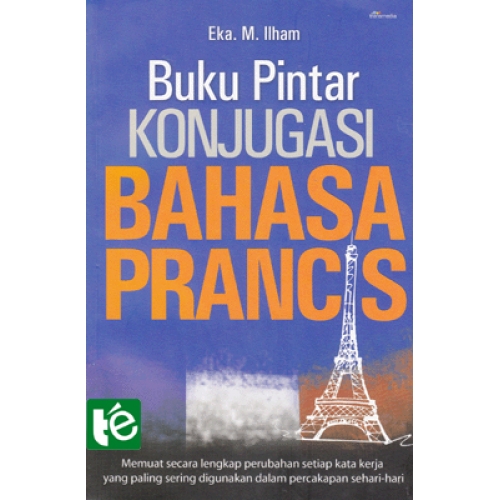 Eka. M. Ilham
Buku Pintar
KONJUGASI
BAHASA
PRANCIS
té
Memuat secara lengkap perubahan setiap kata kerja
yang paling sering digunakan dalam percakapan sehari-hari